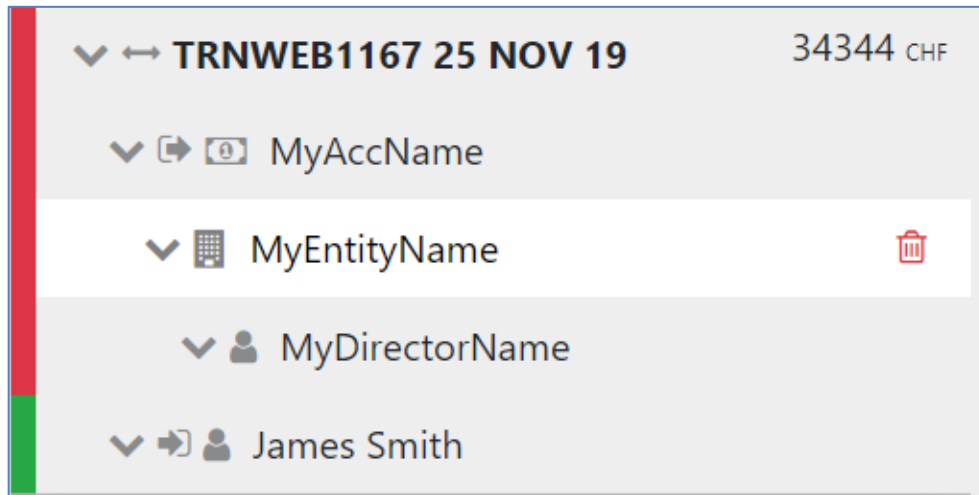 TRNWEB1167 25 NOV 19 34344 CHF
MyAccName
MyEntityName
MyDirectorName
James Smith